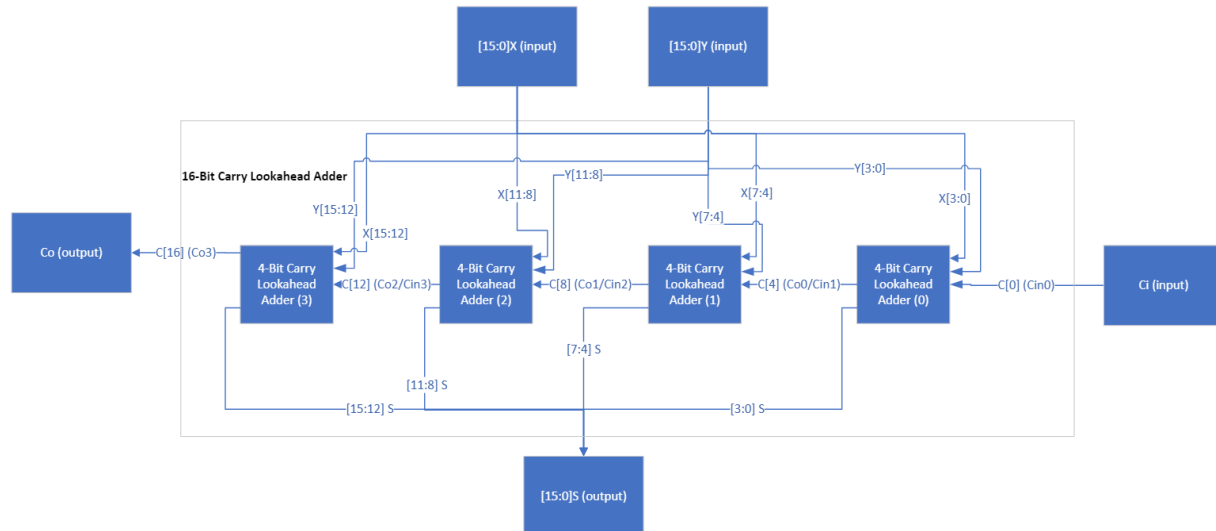 [15:0]X (input)
[15:0]Y (input)
16-Bit Carry Lookahead Adder
Y[11:8]
Y[3:0]
X[11:8]
X[7:4]
X[3:0]
Y[15:12]
Y[7:4]
X[15:12]
Co (output)
C[16] (Co3)
4-Bit Carry
Lookahead
Adder (3)
C[12] (Co2/Cin3)
4-Bit Carry
Lookahead
Adder (2)
C[8] (Co1/Cin2)
4-Bit Carry
Lookahead
Adder (1)
C[4] (Co0/Cin1)
4-Bit Carry
Lookahead
Adder (0)
C[0] (Cin0)
Ci (input)
[7:4] S
[11:8] S
[15:12] S
[3:0] S
[15:0]S (output)